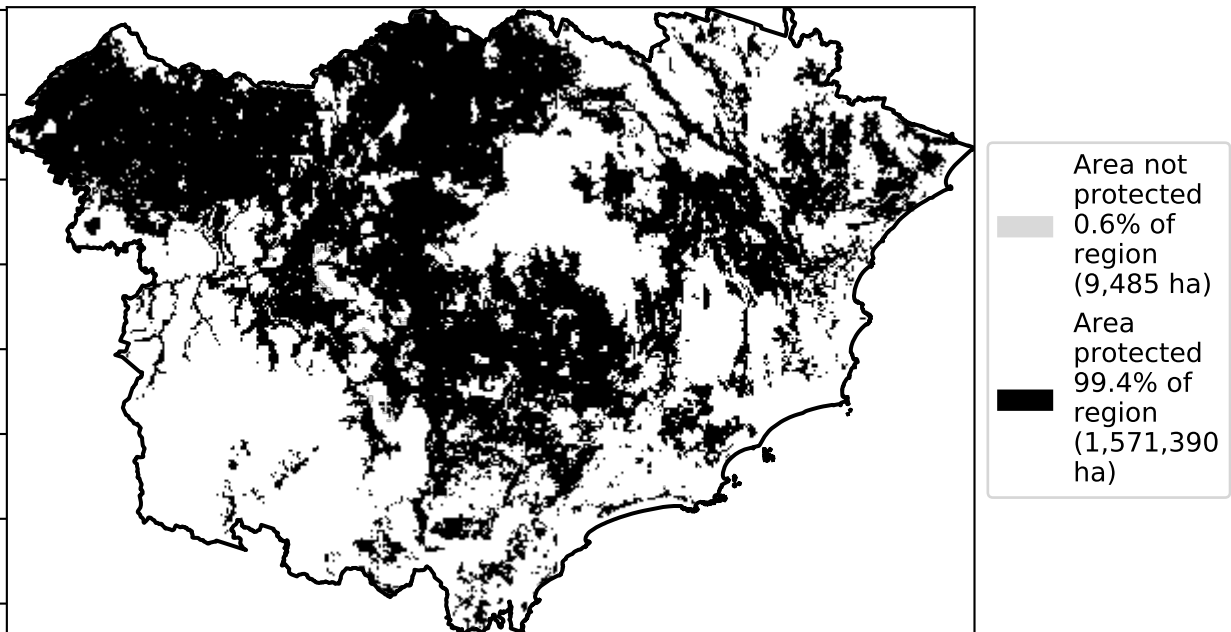 Area not
protected
0.6% of
region
(9,485 ha)
Area
protected
99.4% of
region
(1,571,390
ha)